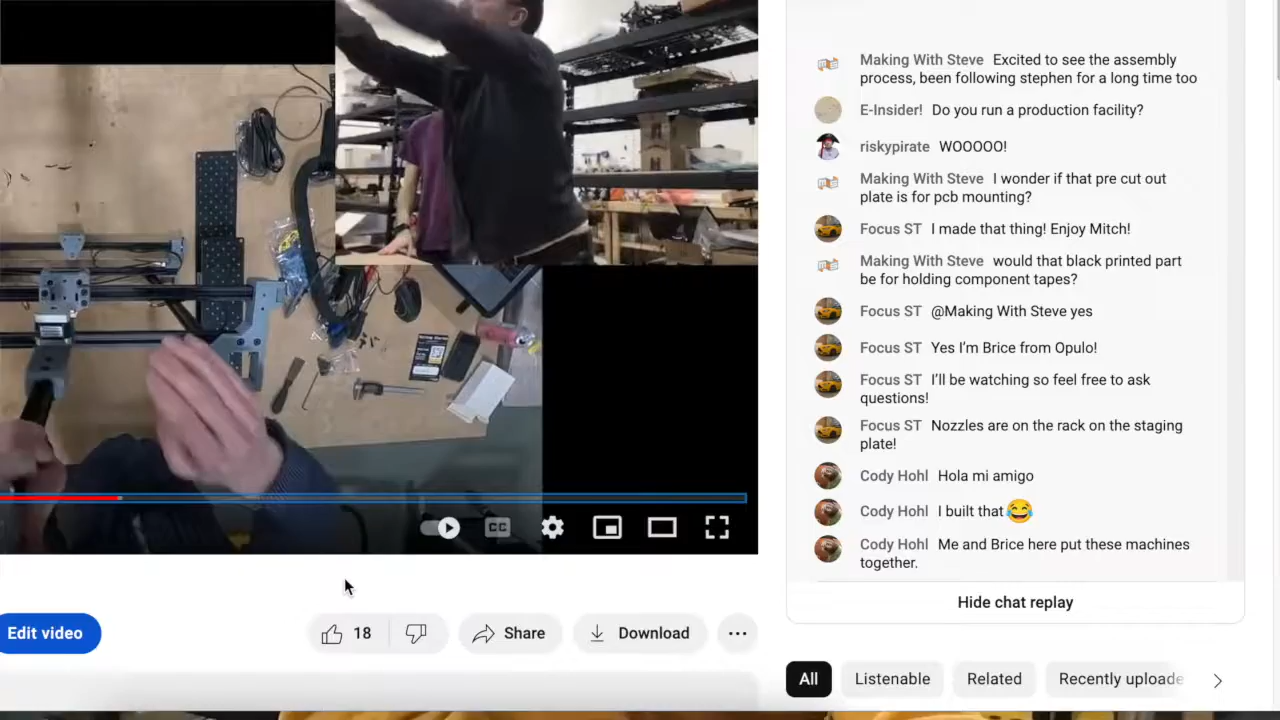 Making With Steve Excited to see the assembly
process, been following stephen for a long time too
E-Insider! Do you run a production facility?
riskypirate WOOOOO!
Making With Steve I wonder if that pre cut out
plate is for pcb mounting?
Focus ST I made that thing! Enjoy Mitch!
Making With Steve would that black printed part
be for holding component tapes?
Focus ST @Making With Steve yes
Focus ST Yes I'm Brice from Opulo!
Focus ST I'll be watching so feel free to ask
questions!
Focus ST Nozzles are on the rack on the staging
plate!
Cody Hohl Hola mi amigo
Cody Hohl I built that😂
Cody Hohl Me and Brice here put these machines
together.
Hide chat replay
CC
Edit video
18
Share
Download
All
Listenable
Related
Recently uploade